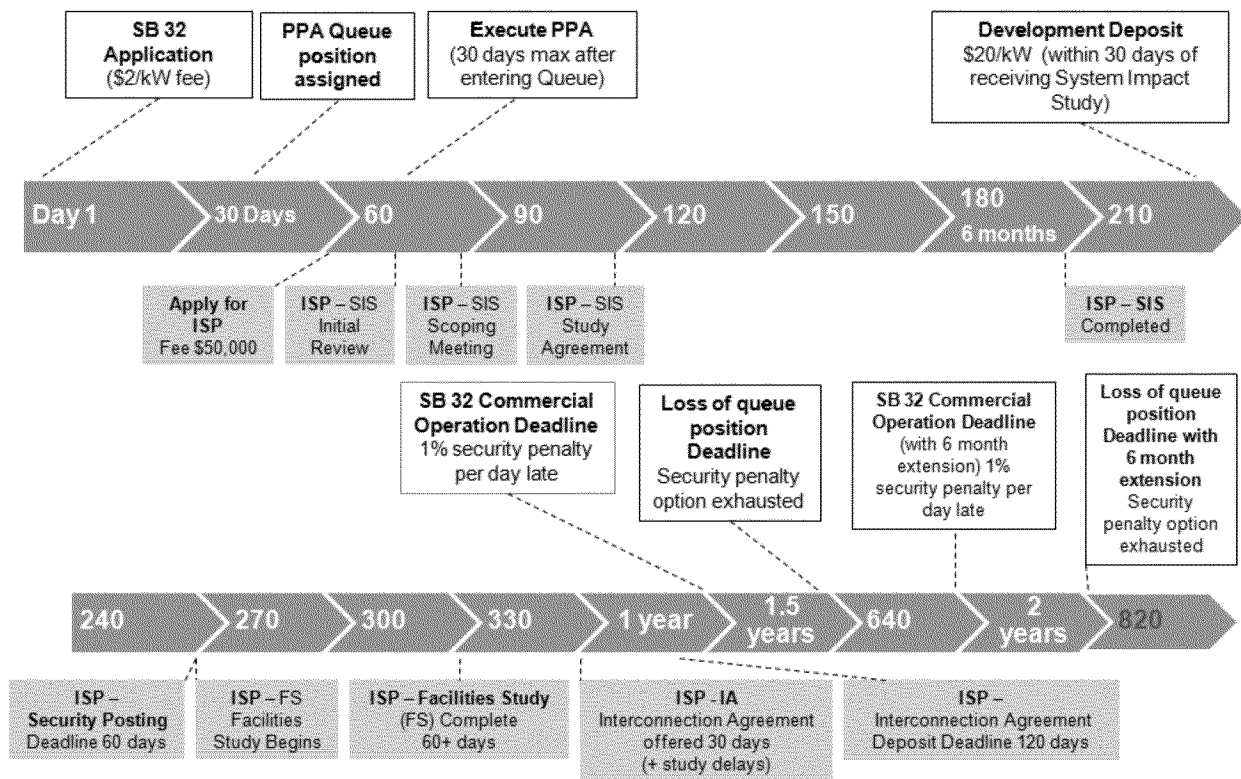 SB 32
Application
($2/kW fee)
PPA Queue
position
assigned
Execute PPA
(30 days max after
entering Queue)
Development Deposit
$20/kW (within 30 days of
receiving System Impact
Study)
Day 1
30 Days
60
90
120
150
180
6 months
210
Apply for
ISP
Fee $50,000
ISP – SIS
Initial
Review
ISP – SIS
Scoping
Meeting
ISP – SIS
Study
Agreement
ISP – SIS
Completed
SB 32 Commercial
Operation Deadline
1% security penalty
per day late
Loss of queue
position
Deadline
Security penalty
option exhausted
SB 32 Commercial
Operation Deadline
(with 6 month
extension) 1%
security penalty per
day late
Loss of queue
position
Deadline with
6 month
extension
Security
penalty option
exhausted
240
270
300
330
1 year
1.5
years
640
2
years
820
ISP –
Security Posting
Deadline 60 days
ISP – FS
Facilities
Study Begins
ISP – Facilities Study
(FS) Complete
60+ days
ISP - IA
Interconnection Agreement
offered 30 days
(+ study delays)
ISP –
Interconnection Agreement
Deposit Deadline 120 days